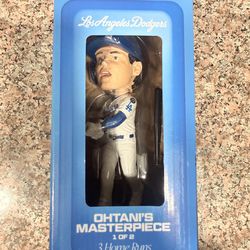 Los Angeles Dodgers
OHTANI'S
MASTERPIECE
1 OF 2
3 Home Runs